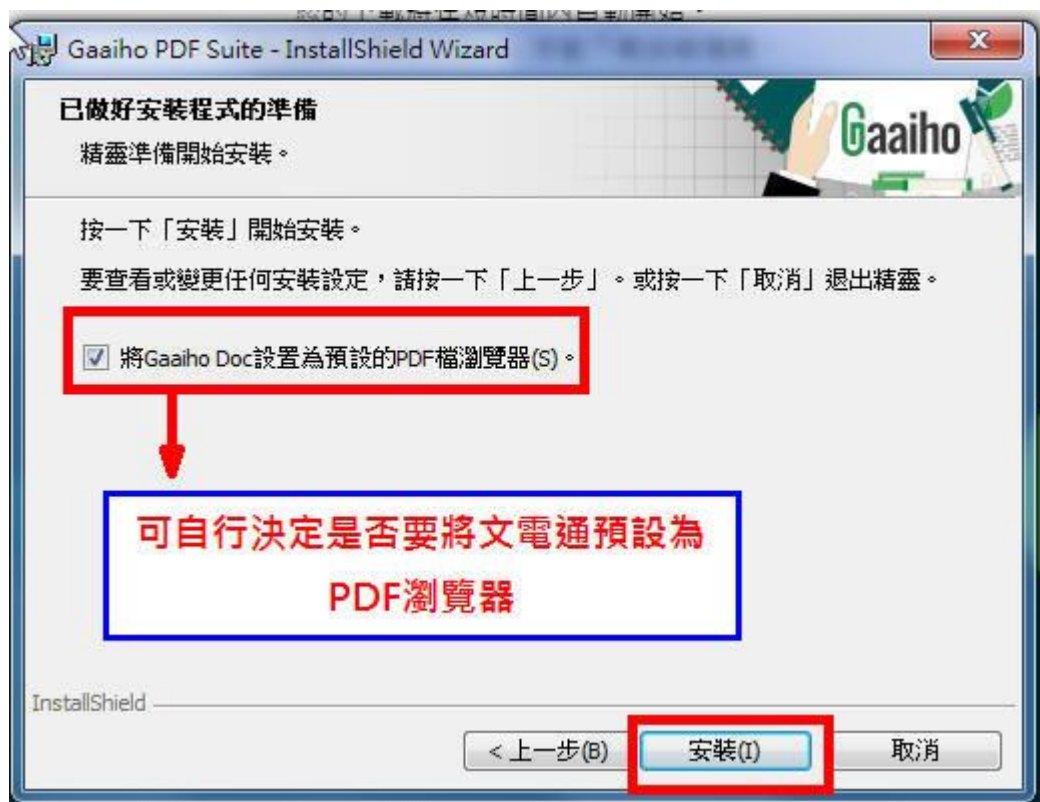 Gaaiho PDF Suite - InstallShield Wizard
已做好安裝程式的準備
精靈準備開始安裝。
Gaaiho
按一下「安裝」開始安裝。
要查看或變更任何安裝設定，請按一下「上一步」。或按一下「取消」退出精靈。
將Gaaiho Doc設置為預設的PDF檔瀏覽器(S)。
可自行決定是否要將文電通預設為
PDF瀏覽器
InstallShield
< 上一步(B)
安裝(I)
取消